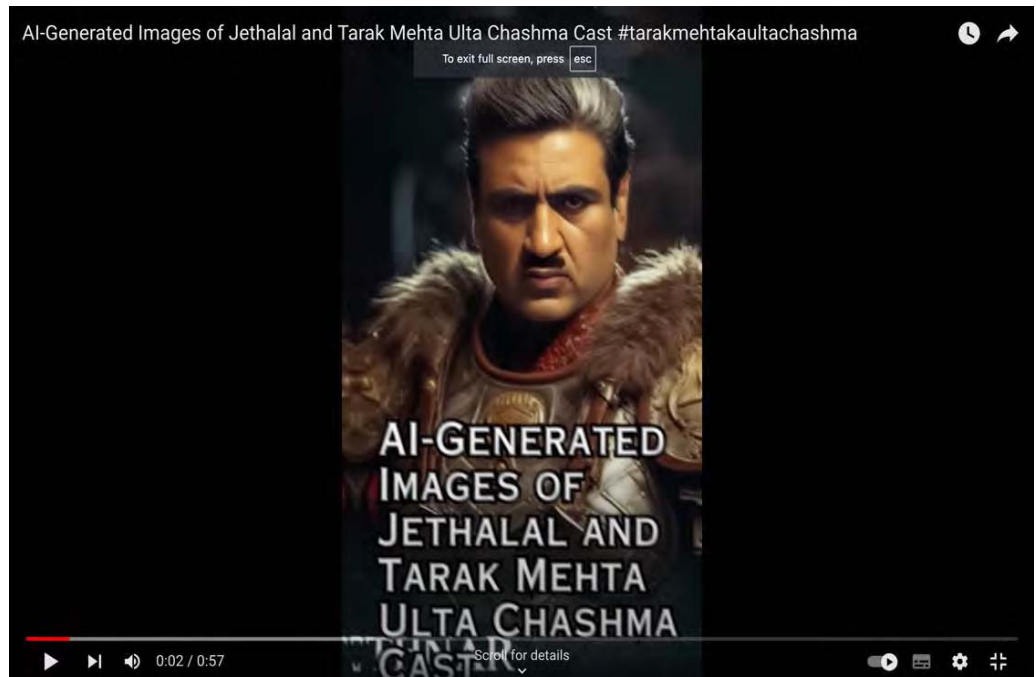 AI-Generated Images of Jethalal and Tarak Mehta Ulta Chashma Cast #tarakmehtakaultachashma
To exit full screen, press esc
AI-Generated
Images of
Jethalal and
Tarak Mehta
Ulta Chashma
Cast
Scroll for details
0:02 / 0:57